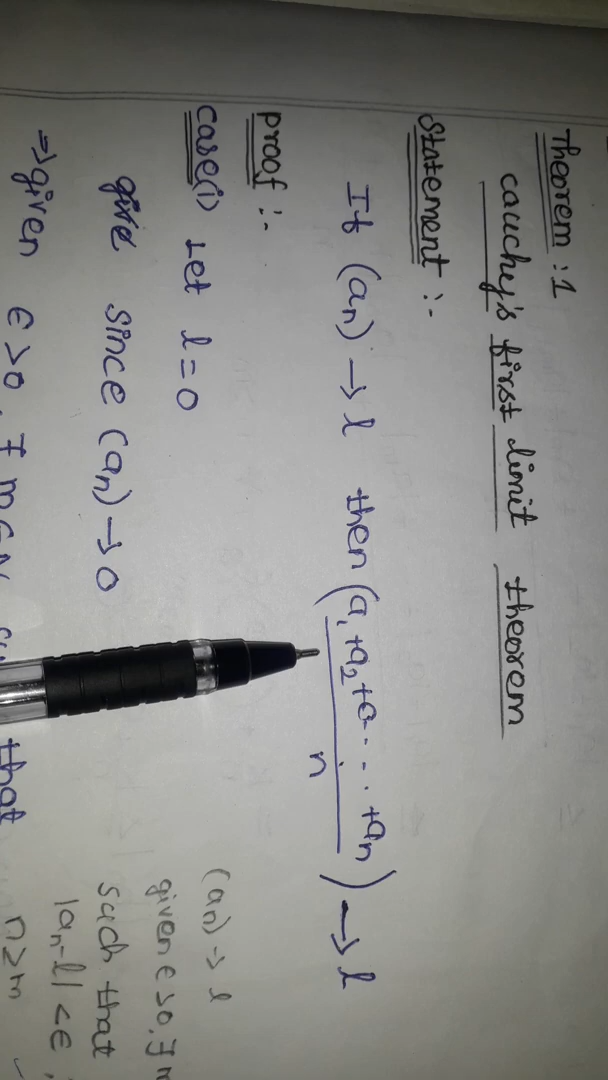 Theorem : 1
cauchy's first limit theorem
Statement :-
If (an) → l then (a1+a2+a...+an / n) → l
proof :-
case(i) Let l = 0
since (an) → 0
⇒ given ε > 0, ∃ m ∈ N that
(an) → l
given ε > 0, ∃
such that
|an - l| < ε
n ≥ m